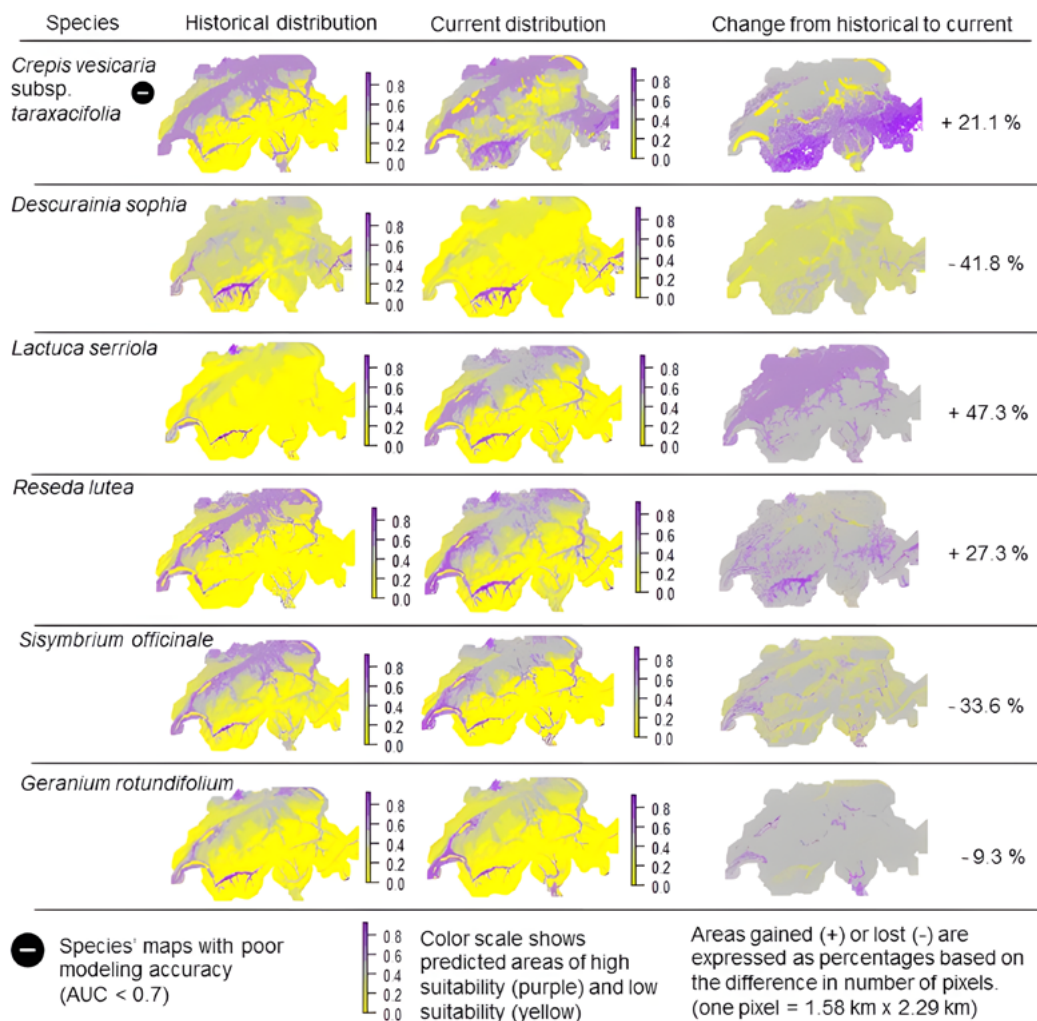 Species Historical distribution Current distribution Change from historical to current
Crepis vesicaria
subsp.
taraxacifolia
0.8
0.6
0.4
0.2
0.0
0.8
0.6
0.4
0.2
0.0
+ 21.1 %
Descurainia sophia
0.8
0.6
0.4
0.2
0.0
0.8
0.6
0.4
0.2
0.0
- 41.8 %
Lactuca serriola
0.8
0.6
0.4
0.2
0.0
0.8
0.6
0.4
0.2
0.0
+ 47.3 %
Reseda lutea
0.8
0.6
0.4
0.2
0.0
0.8
0.6
0.4
0.2
0.0
+ 27.3 %
Sisymbrium officinale
0.8
0.6
0.4
0.2
0.0
0.8
0.6
0.4
0.2
0.0
- 33.6 %
Geranium rotundifolium
0.8
0.6
0.4
0.2
0.0
0.8
0.6
0.4
0.2
0.0
- 9.3 %
Species' maps with poor
modeling accuracy
(AUC < 0.7)
0.8
0.6
0.4
0.2
0.0
Color scale shows
predicted areas of high
suitability (purple) and low
suitability (yellow)
Areas gained (+) or lost (-) are
expressed as percentages based on
the difference in number of pixels.
(one pixel = 1.58 km x 2.29 km)